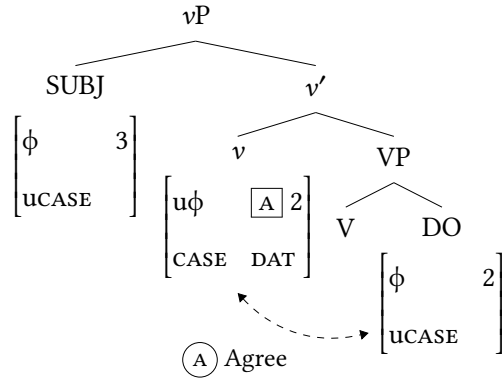 vP
SUBJ v′
ϕ 3
uCASE
v VP
uϕ A 2
CASE DAT
V DO
ϕ 2
uCASE
A Agree